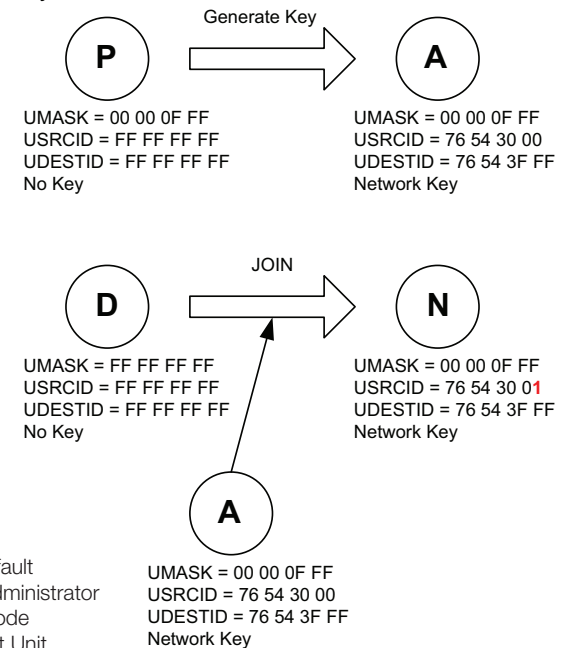 Generate Key
P
A
UMASK = 00 00 0F FF
USRCID = FF FF FF FF
UDESTID = FF FF FF FF
No Key
UMASK = 00 00 0F FF
USRCID = 76 54 30 00
UDESTID = 76 54 3F FF
Network Key
JOIN
D
N
UMASK = FF FF FF FF
USRCID = FF FF FF FF
UDESTID = FF FF FF FF
No Key
UMASK = 00 00 0F FF
USRCID = 76 54 30 01
UDESTID = 76 54 3F FF
Network Key
A
UMASK = 00 00 0F FF
USRCID = 76 54 30 00
UDESTID = 76 54 3F FF
Network Key
Unit